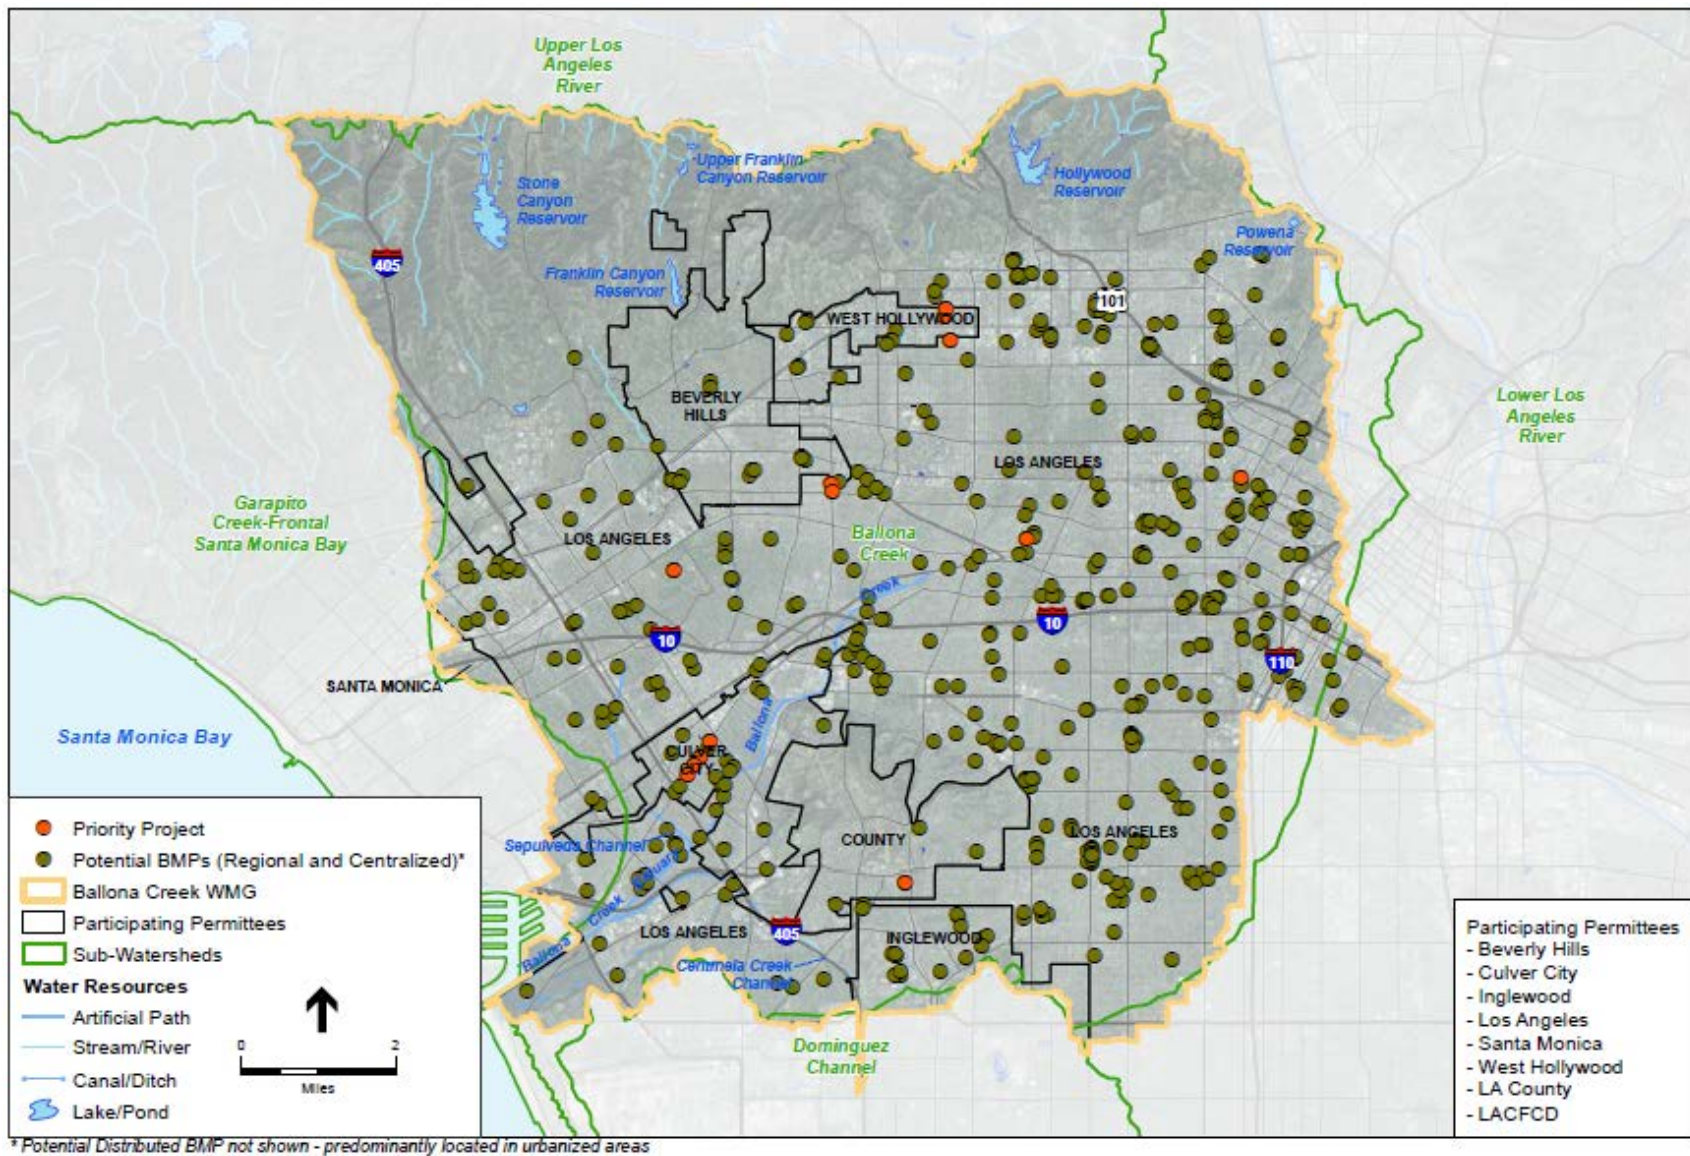 Upper Los
Angeles
River
Upper Franklin
Canyon Reservoir
Stone
Canyon
Reservoir
Hollywood
Reservoir
Powena
Reservoir
405
Franklin Canyon
Reservoir
101
WEST HOLLYWOOD
BEVERLY
HILLS
Lower Los
Angeles
River
LOS ANGELES
Garapito
Creek-Frontal
Santa Monica Bay
LOS ANGELES
Ballona
Creek
Creek
10
10
110
SANTA MONICA
Santa Monica Bay
Ballona
CULVER
CITY
COUNTY
LOS ANGELES
Sepulveda Channel
Ballona Creek Estuary
LOS ANGELES
405
INGLEWOOD
Centinela Creek
Channel
Dominguez
Channel
Priority Project
Potential BMPs (Regional and Centralized)*
Ballona Creek WMG
Participating Permittees
Sub-Watersheds
Water Resources
Artificial Path
Stream/River
Canal/Ditch
Lake/Pond
0 2
Miles
Participating Permittees
- Beverly Hills
- Culver City
- Inglewood
- Los Angeles
- Santa Monica
- West Hollywood
- LA County
- LACFCD
* Potential Distributed BMP not shown - predominantly located in urbanized areas